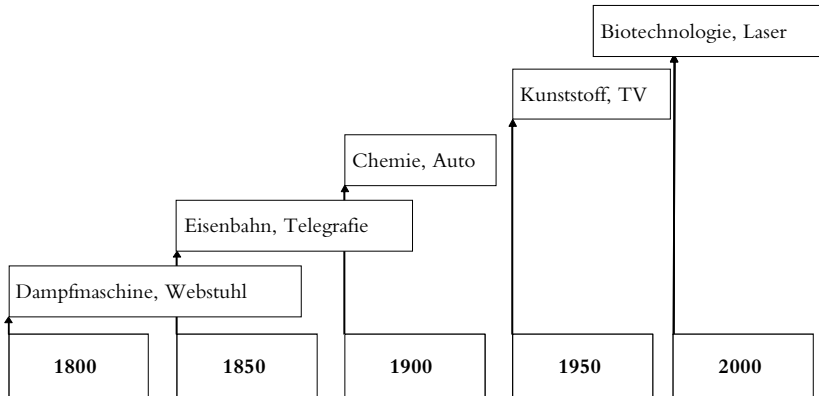 Biotechnologie, Laser
Kunststoff, TV
Chemie, Auto
Eisenbahn, Telegrafie
Dampfmaschine, Webstuhl
1800
1850
1900
1950
2000